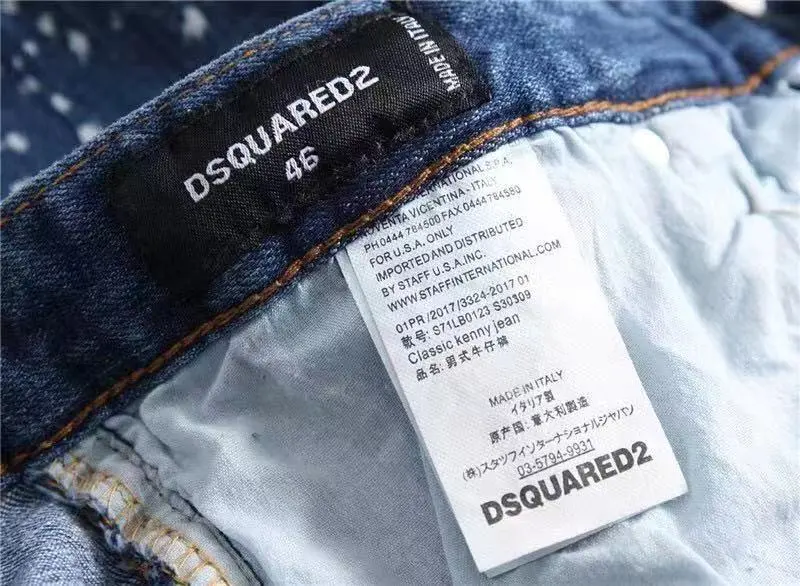 DSQUARED2
46
MADE IN ITALY
INTERNATIONAL S.P.A.
NOVENTA VICENTINA - ITALY
PH 0444 784500 FAX 0444 784580
FOR U.S.A. ONLY
IMPORTED AND DISTRIBUTED
BY STAFF U.S.A. INC.
WWW.STAFFINTERNATIONAL.COM
01PR /2017/3324-2017 01
款号: S71LB0123 S30309
Classic kenny jean
品名: 男式牛仔裤
MADE IN ITALY
イタリア製
原产国: 意大利製造
(株)スタッフインターナショナルジャパン
03-5794-9931
DSQUARED2